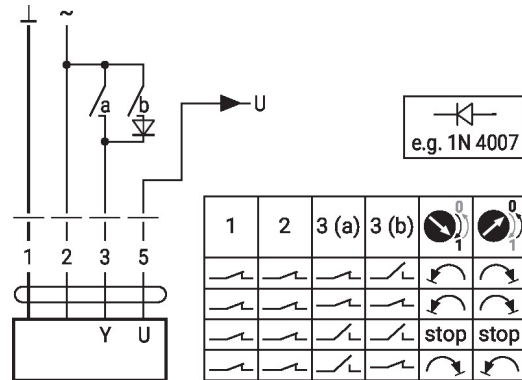 ~
a b
U
e.g. 1N 4007
1 2 3 5
Y U
1 2 3 (a) 3 (b) 0 1 0 1
stop stop